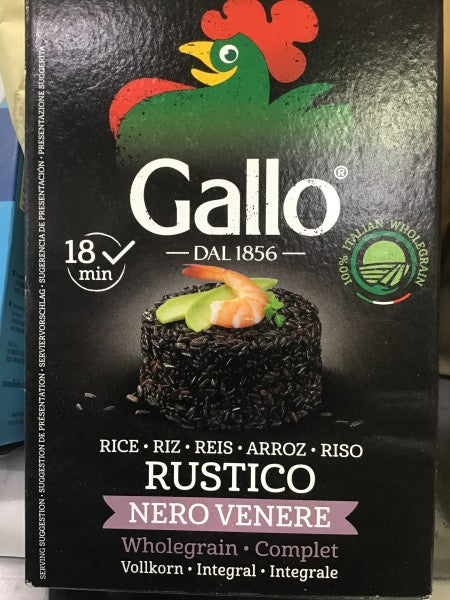 Gallo®
DAL 1856
18
min
100% ITALIAN WHOLEGRAIN
RICE • RIZ • REIS • ARROZ • RISO
RUSTICO
NERO VENERE
Wholegrain • Complet
Vollkorn • Integral • Integrale
SERVING SUGGESTION • SUGGESTION DE PRÉSENTATION • SERVIERVORSCHLAG • SUGERENCIA DE PRESENTACIÓN • PRESENTAZIONE SUGGERITA